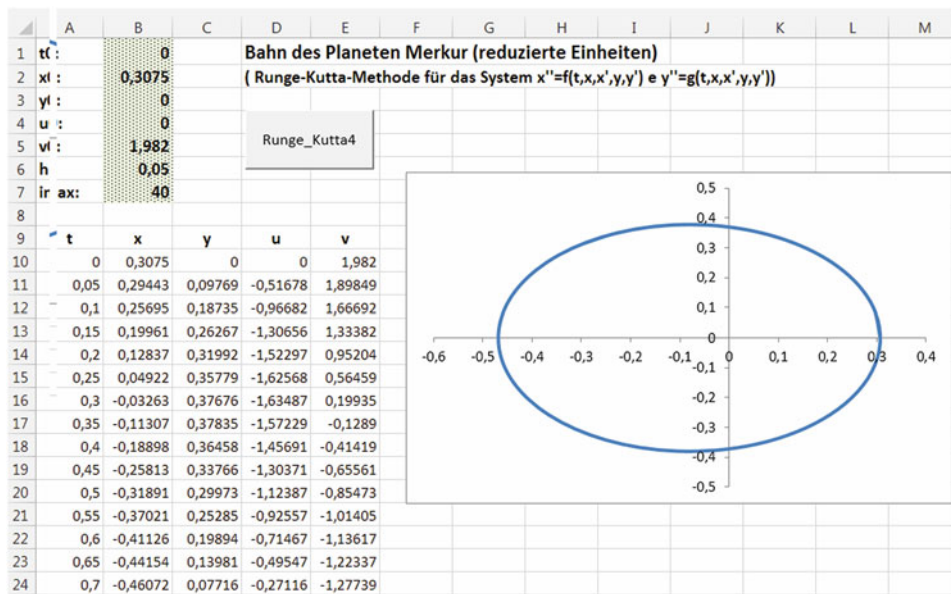 A B C D E F G H I J K L M
1 t0 : 0 Bahn des Planeten Merkur (reduzierte Einheiten)
2 : 0,3075 ( Runge-Kutta-Methode für das System x''=f(t,x,x',y,y') e y''=g(t,x,x',y,y'))
3 : 0
4 : 0
5 : 1,982
6 h 0,05
7 ax: 40
Runge_Kutta4
8
9 t x y u v
10 0 0,3075 0 0 1,982
11 0,05 0,29443 0,09769 -0,51678 1,89849
12 0,1 0,25695 0,18735 -0,96682 1,66692
13 0,15 0,19961 0,26267 -1,30656 1,33382
14 0,2 0,12837 0,31992 -1,52297 0,95204
15 0,25 0,04922 0,35779 -1,62568 0,56459
16 0,3 -0,03263 0,37676 -1,63487 0,19935
17 0,35 -0,11307 0,37835 -1,57229 -0,1289
18 0,4 -0,18898 0,36458 -1,45691 -0,41419
19 0,45 -0,25813 0,33766 -1,30371 -0,65561
20 0,5 -0,31891 0,29973 -1,12387 -0,85473
21 0,55 -0,37021 0,25285 -0,92557 -1,01405
22 0,6 -0,41126 0,19894 -0,71467 -1,13617
23 0,65 -0,44154 0,13981 -0,49547 -1,22337
24 0,7 -0,46072 0,07716 -0,27116 -1,27739
0,5
0,4
0,3
0,2
0,1
0
-0,6 -0,5 -0,4 -0,3 -0,2 -0,1 0 0,1 0,2 0,3 0,4
-0,1
-0,2
-0,3
-0,4
-0,5